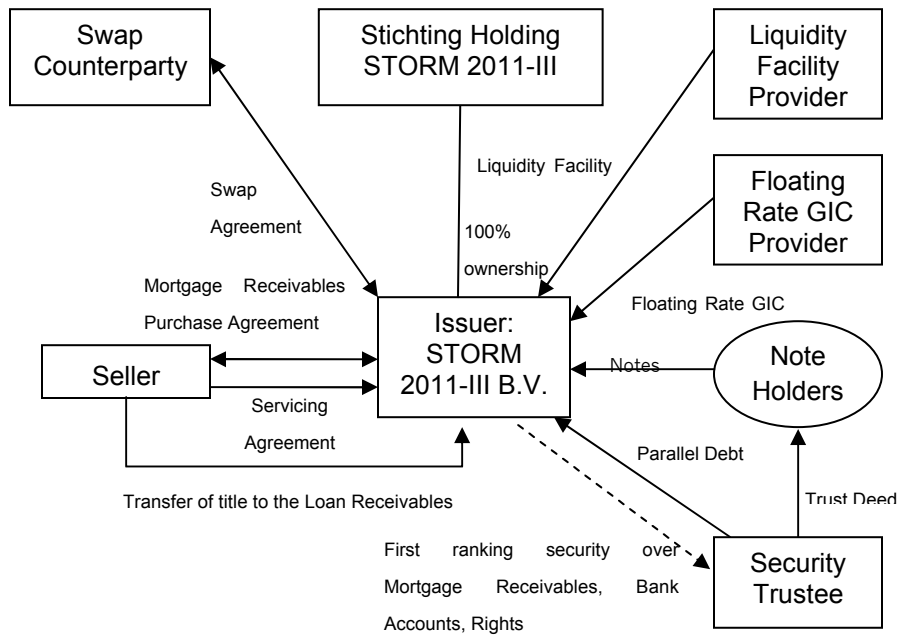 Swap
Counterparty
Stichting Holding
STORM 2011-III
Liquidity
Facility
Provider
Liquidity Facility
Swap
Agreement
100%
ownership
Floating
Rate GIC
Provider
Mortgage Receivables
Purchase Agreement
Floating Rate GIC
Issuer:
STORM
2011-III B.V.
Seller
Notes
Note
Holders
Servicing
Agreement
Parallel Debt
Transfer of title to the Loan Receivables
Trust Deed
First ranking security over
Mortgage Receivables, Bank
Accounts, Rights
Security
Trustee